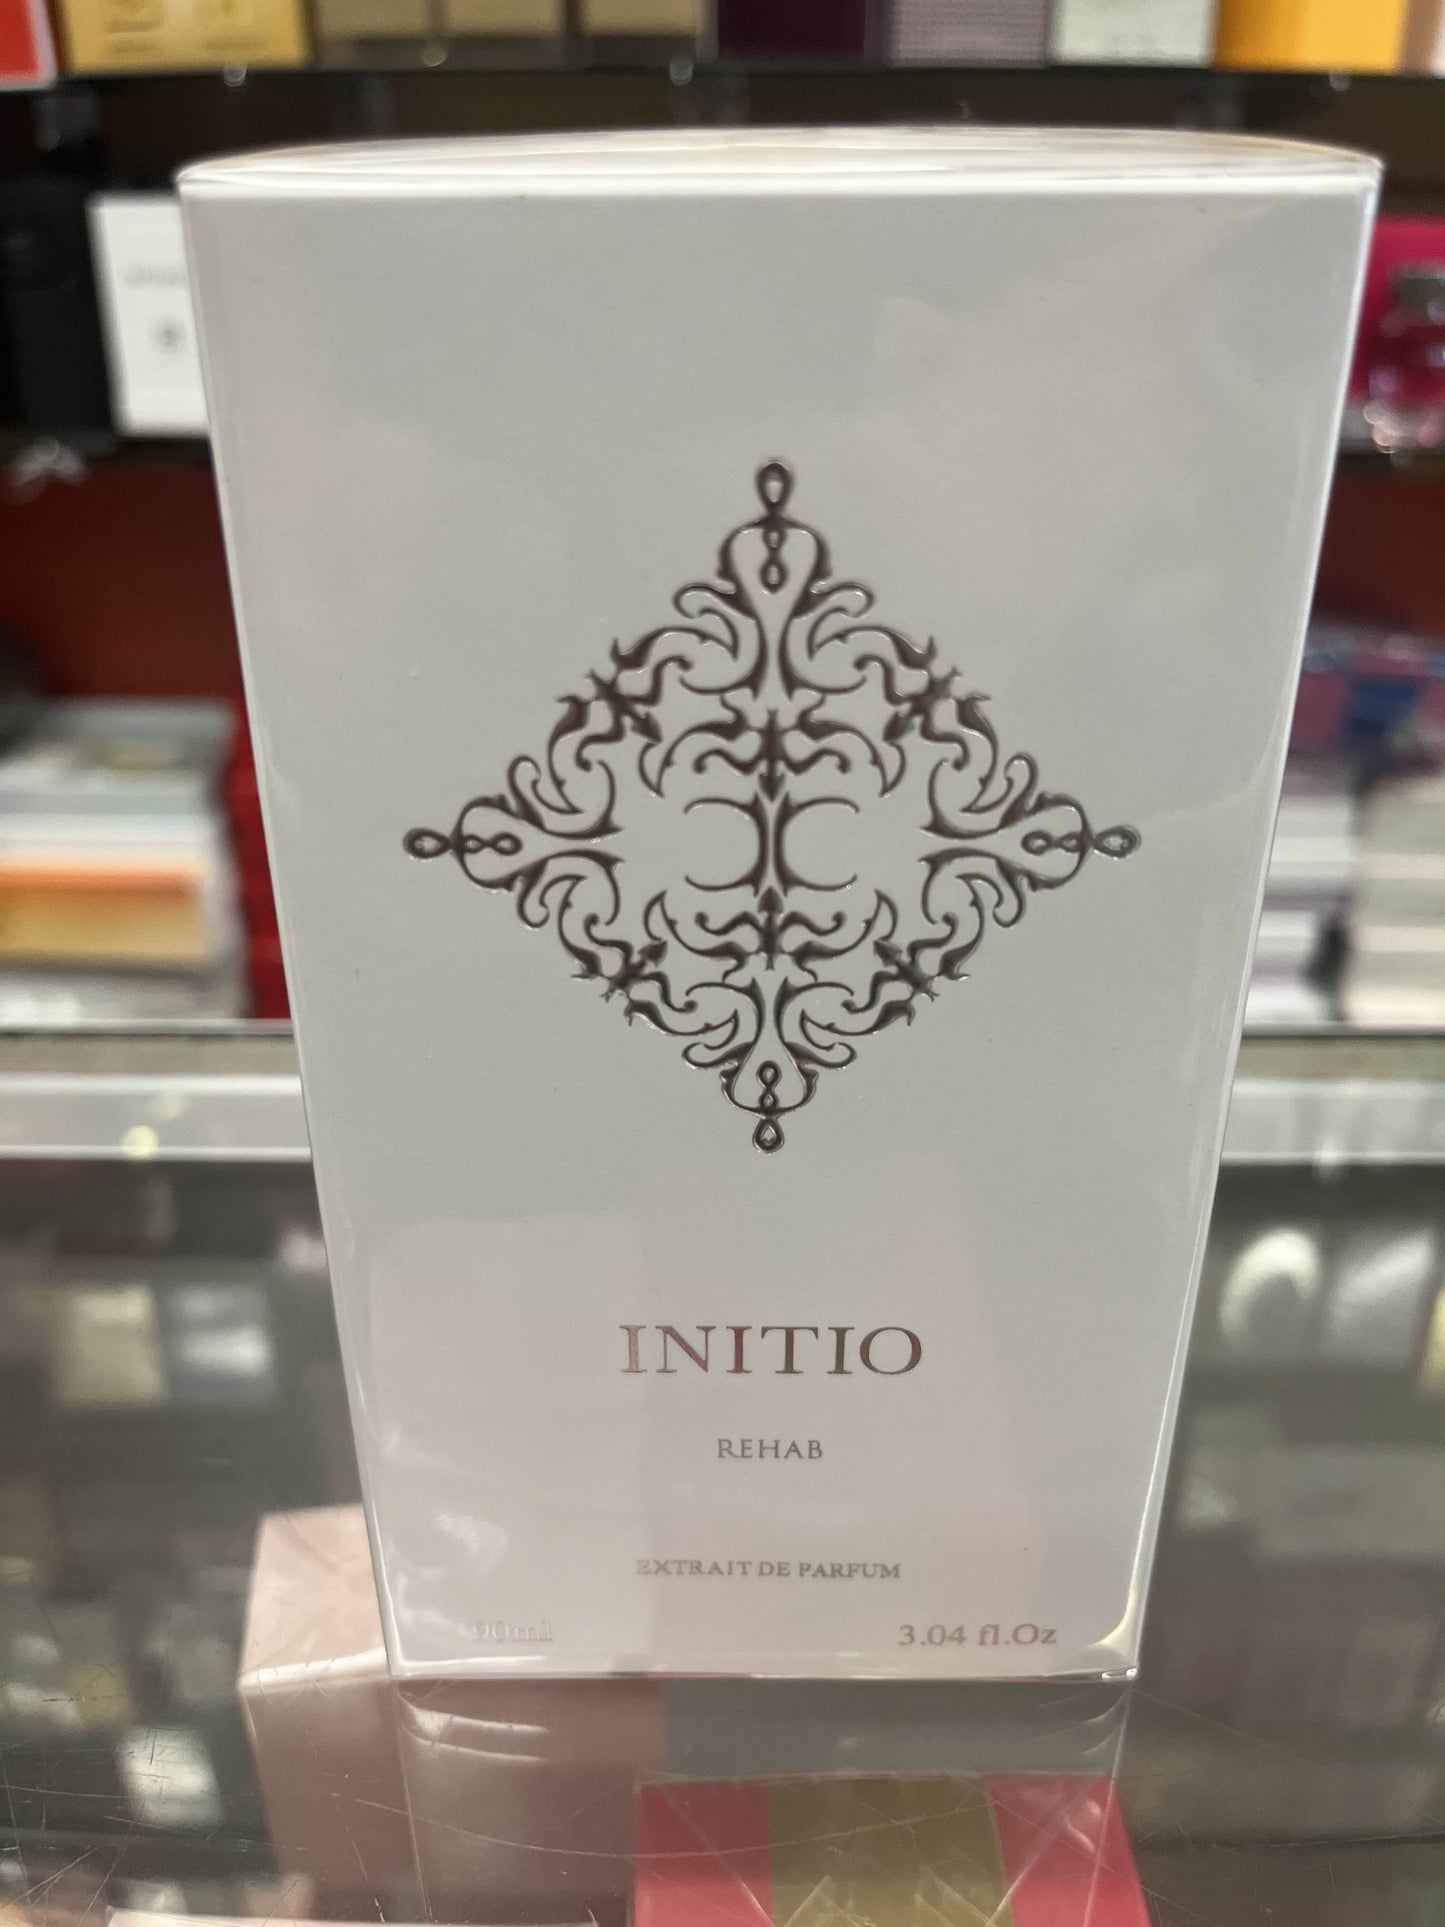 INITIO
REHAB
EXTRAIT DE PARFUM
90ml 3.04 fl.Oz